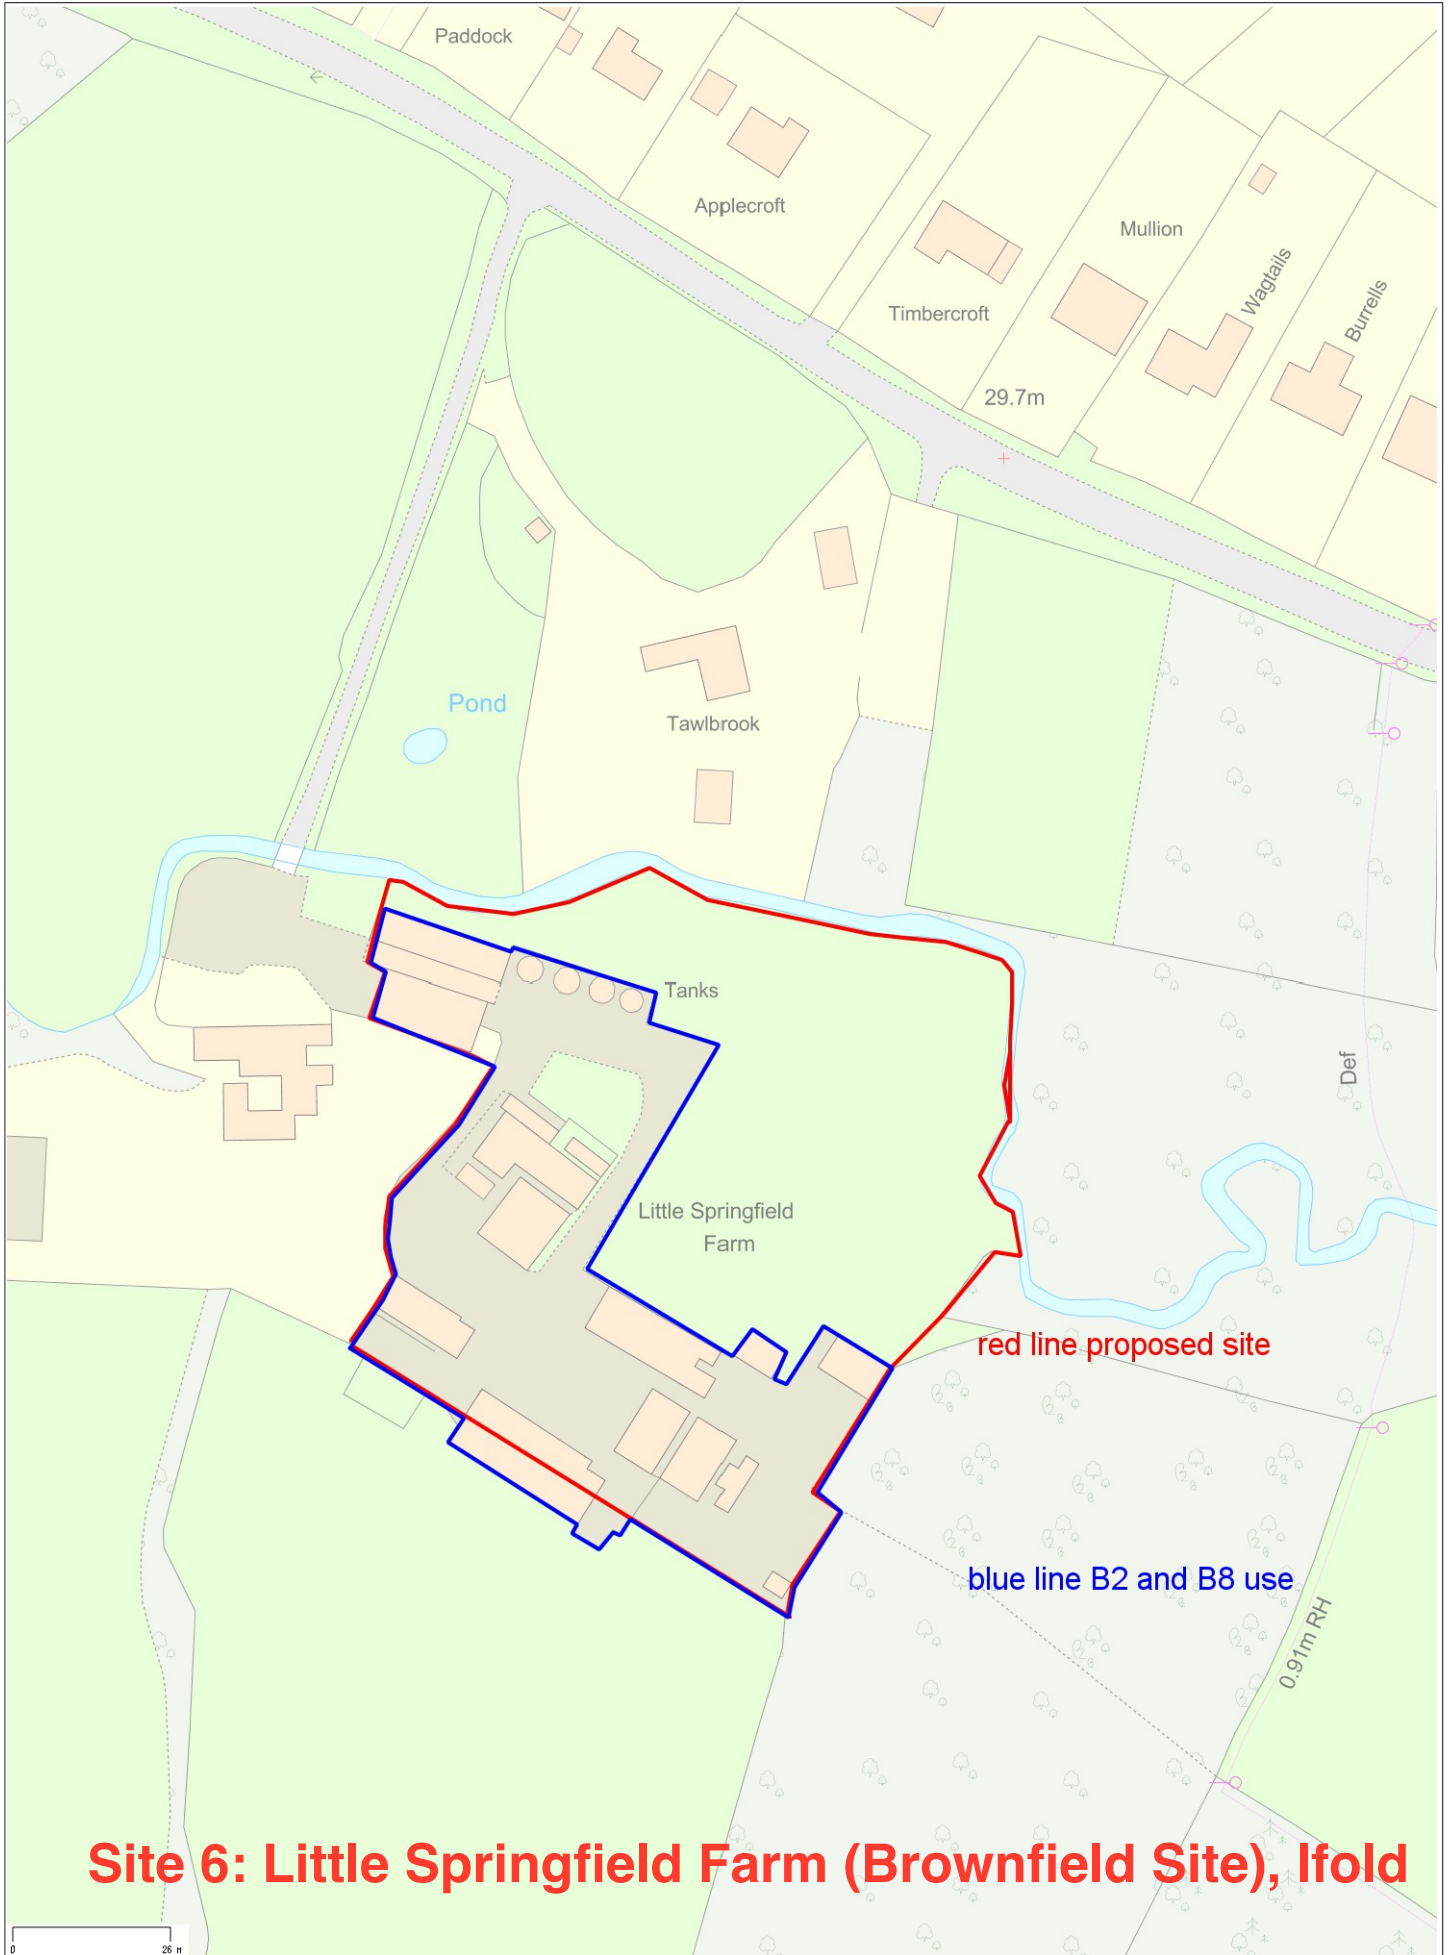 Paddock
Applecroft
Mullion
Wagtails
Burrells
Timbercroft
29.7m
Pond
Tawlbrook
Tanks
Def
Little Springfield
Farm
red line proposed site
blue line B2 and B8 use
0.91m RH
Site 6: Little Springfield Farm (Brownfield Site), Ifold
0 26 M